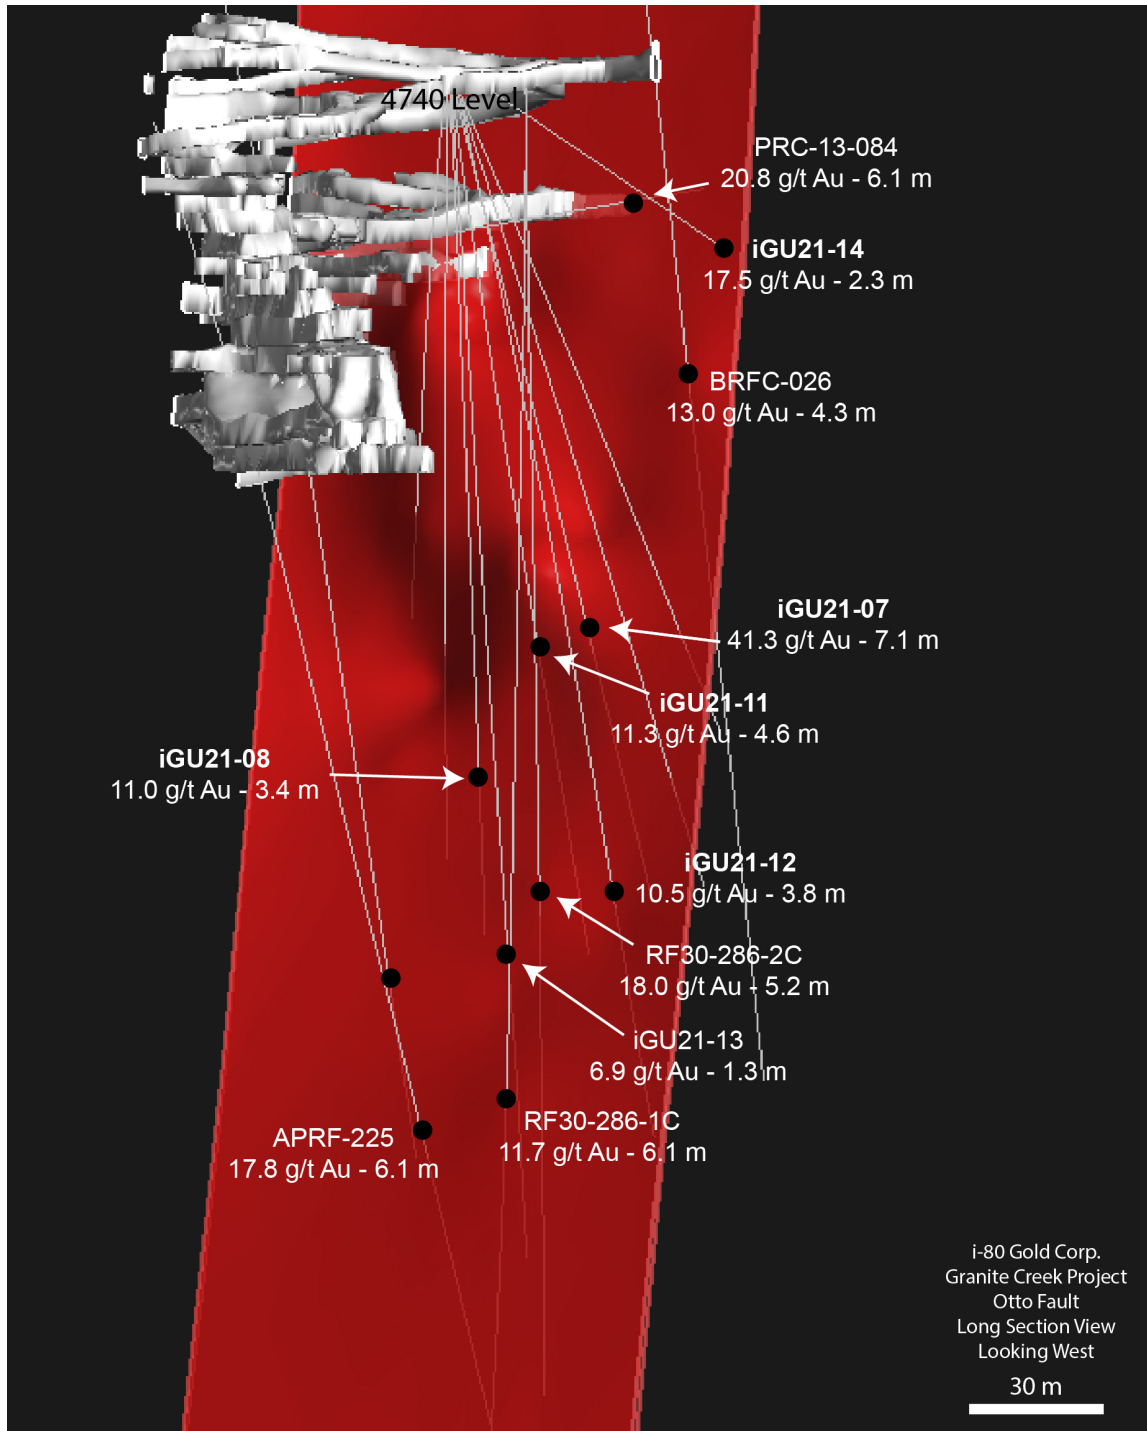 4740 Level
PRC-13-084
20.8 g/t Au - 6.1 m
iGU21-14
17.5 g/t Au - 2.3 m
BRFC-026
13.0 g/t Au - 4.3 m
iGU21-07
41.3 g/t Au - 7.1 m
iGU21-11
11.3 g/t Au - 4.6 m
iGU21-08
11.0 g/t Au - 3.4 m
iGU21-12
10.5 g/t Au - 3.8 m
RF30-286-2C
18.0 g/t Au - 5.2 m
iGU21-13
6.9 g/t Au - 1.3 m
RF30-286-1C
11.7 g/t Au - 6.1 m
APRF-225
17.8 g/t Au - 6.1 m
i-80 Gold Corp.
Granite Creek Project
Otto Fault
Long Section View
Looking West
30 m